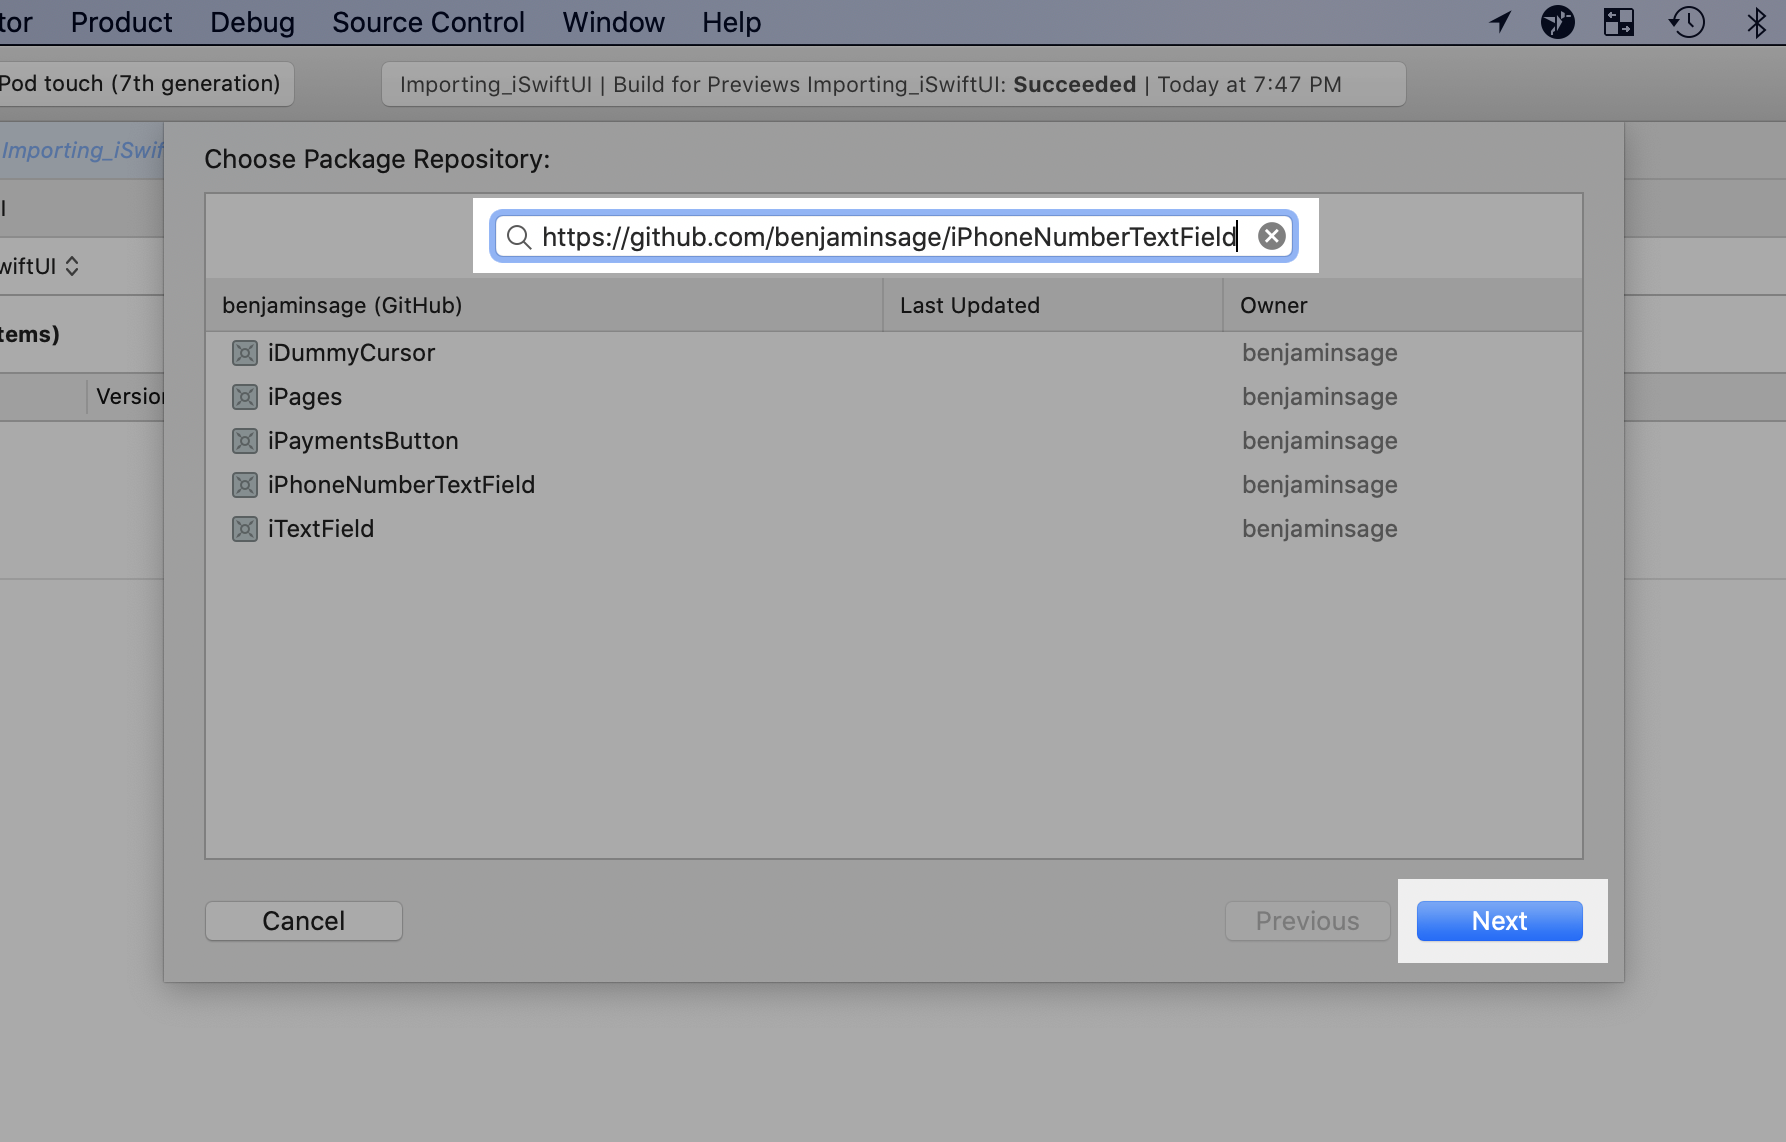 tor Product Debug Source Control Window Help
Pod touch (7th generation) Importing_iSwiftUI | Build for Previews Importing_iSwiftUI: Succeeded | Today at 7:47 PM
Importing_iSwif
Choose Package Repository:
I
https://github.com/benjaminsage/iPhoneNumberTextField
wiftUI
benjaminsage (GitHub) Last Updated Owner
tems)
iDummyCursor benjaminsage
Version
iPages benjaminsage
iPaymentsButton benjaminsage
iPhoneNumberTextField benjaminsage
iTextField benjaminsage
Cancel Previous Next